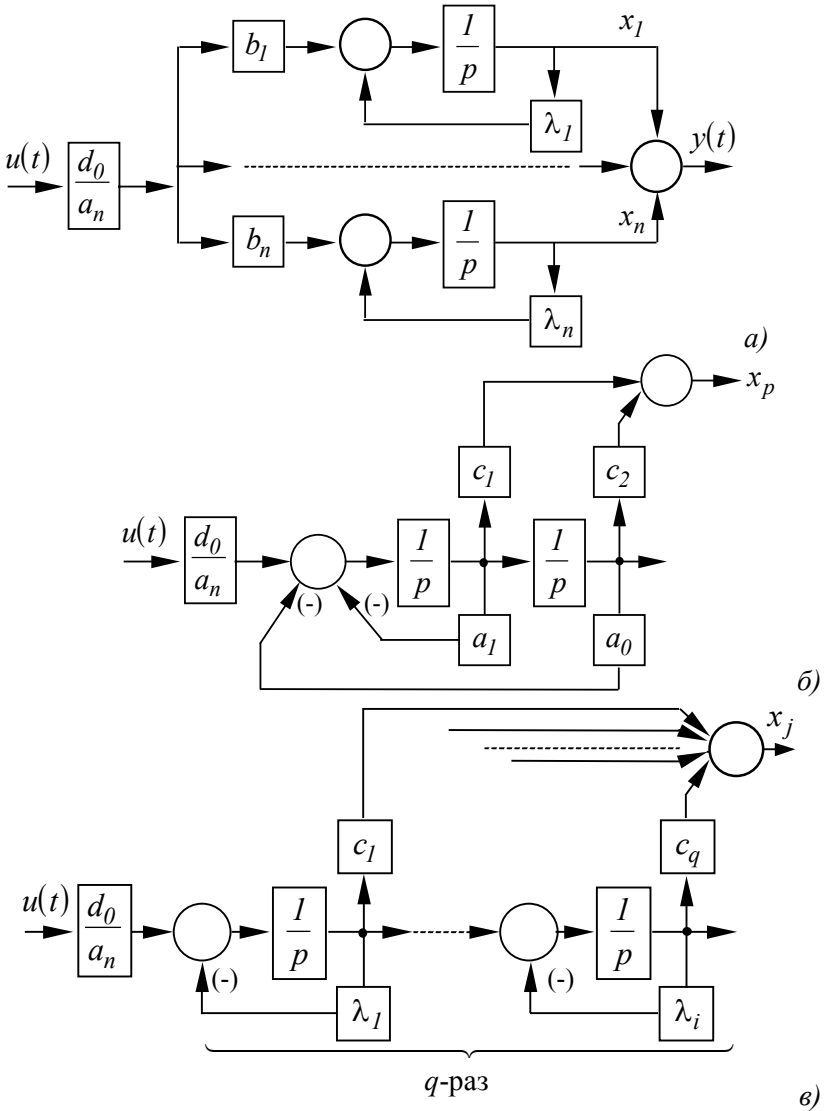 b₁
1
p
x₁
λ₁
u(t)
d₀
aₙ
y(t)
bₙ
1
p
xₙ
λₙ
а)
xₚ
c₁
c₂
u(t)
d₀
aₙ
1
p
1
p
(-)
(-)
a₁
a₀
б)
xⱼ
c₁
c_q
u(t)
d₀
aₙ
1
p
1
p
(-)
(-)
λ₁
λᵢ
q-раз
в)